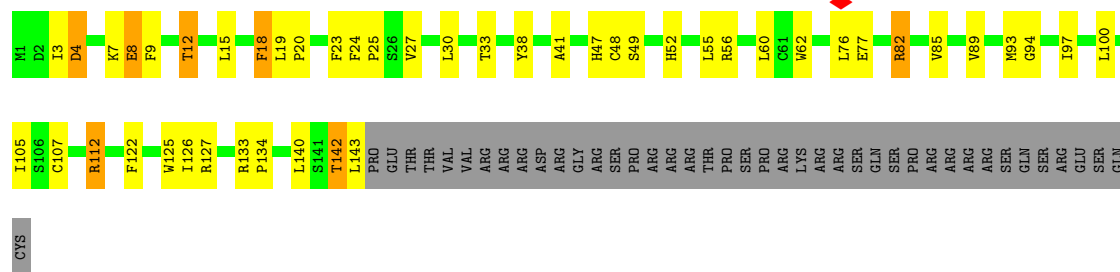 M1 D2 I3 D4 K7 E8 F9 T12 L15 F18 L19 P20 F23 F24 P25 S26 V27 L30 T33 Y38 A41 H47 C48 S49 H52 L55 R56 L60 C61 W62 L76 E77 R82 V85 V89 M93 G94 I97 L100
I105 S106 C107 R112 F122 W125 I126 R127 R133 P134 L140 S141 T142 L143 PRO GLU THR THR VAL VAL ARG ARG ARG ASP ARG GLY ARG SER PRO ARG ARG ARG THR PRO SER PRO ARG LYS ARG ARG SER GLN SER PRO ARG ARG ARG ARG SER GLN SER ARG GLU SER GLN
CYS